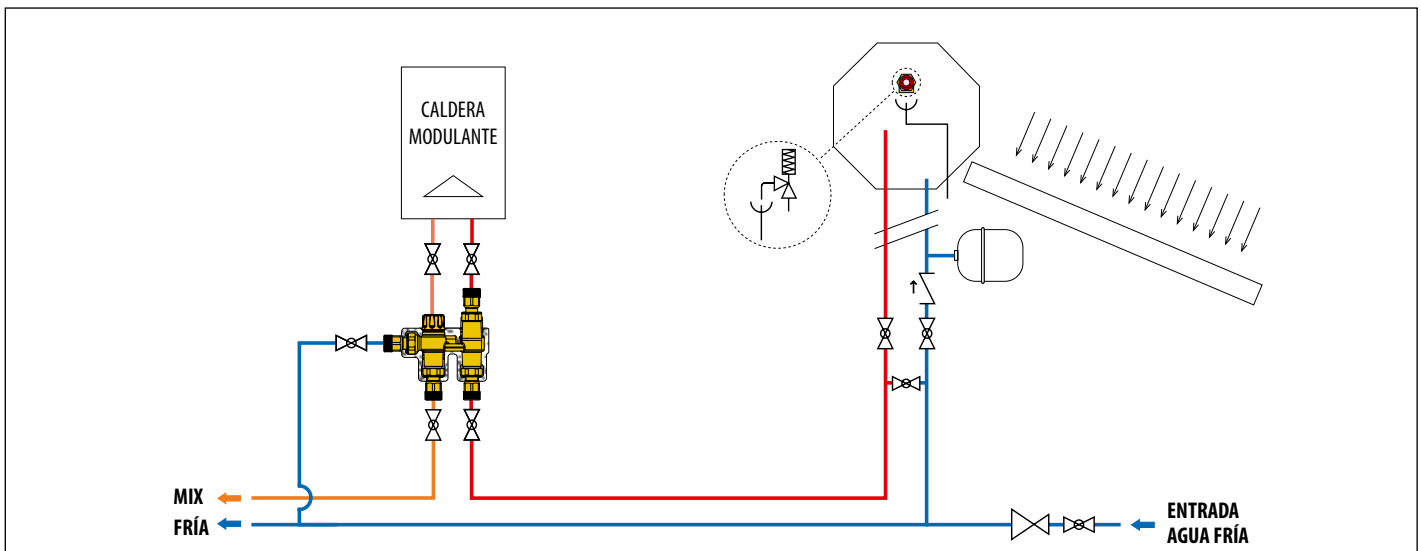 CALDERA
MODULANTE
MIX
FRÍA
ENTRADA
AGUA FRÍA